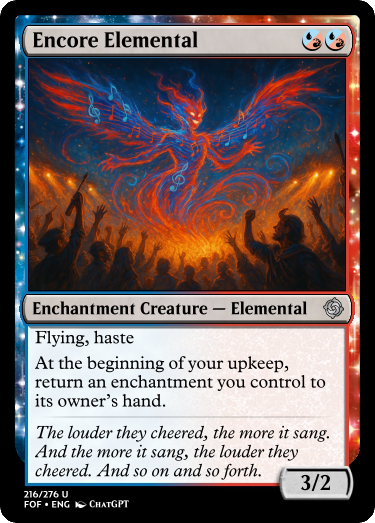 Encore Elemental
Enchantment Creature — Elemental
Flying, haste
At the beginning of your upkeep,
return an enchantment you control to
its owner's hand.
The louder they cheered, the more it sang.
And the more it sang, the louder they
cheered. And so on and so forth.
3/2
216/276 U
FOF • ENG ChatGPT